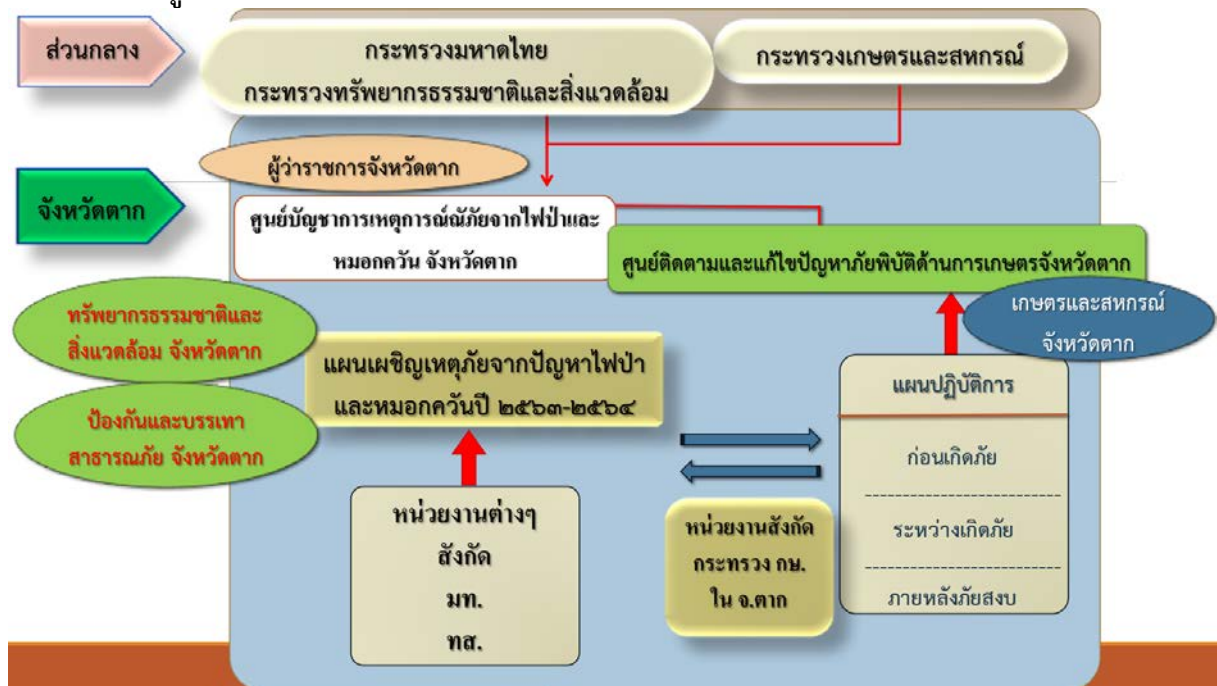 ส่วนกลาง
กระทรวงมหาดไทย
กระทรวงทรัพยากรธรรมชาติและสิ่งแวดล้อม
กระทรวงเกษตรและสหกรณ์
จังหวัดตาก
ผู้ว่าราชการจังหวัดตาก
ศูนย์บัญชาการเหตุการณ์ณภัยจากไฟป่าและ
หมอกควัน จังหวัดตาก
ศูนย์ติดตามและแก้ไขปัญหาภัยพิบัติด้านการเกษตรจังหวัดตาก
เกษตรและสหกรณ์
จังหวัดตาก
ทรัพยากรธรรมชาติและ
สิ่งแวดล้อม จังหวัดตาก
ป้องกันและบรรเทา
สาธารณภัย จังหวัดตาก
แผนเผชิญเหตุภัยจากปัญหาไฟป่า
และหมอกควันปี ๒๕๖๓-๒๕๖๔
หน่วยงานต่างๆ
สังกัด
มท.
ทส.
หน่วยงานสังกัด
กระทรวง กษ.
ใน จ.ตาก
แผนปฏิบัติการ
ก่อนเกิดภัย
ระหว่างเกิดภัย
ภายหลังภัยสงบ